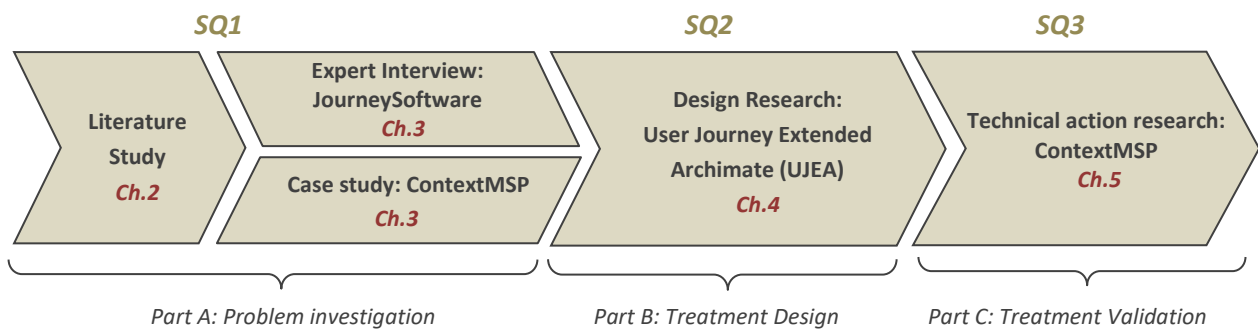 SQ1
SQ2
SQ3
Literature
Study
Ch.2
Expert Interview:
JourneySoftware
Ch.3
Case study: ContextMSP
Ch.3
Design Research:
User Journey Extended
Archimate (UJEA)
Ch.4
Technical action research:
ContextMSP
Ch.5
Part A: Problem investigation
Part B: Treatment Design
Part C: Treatment Validation